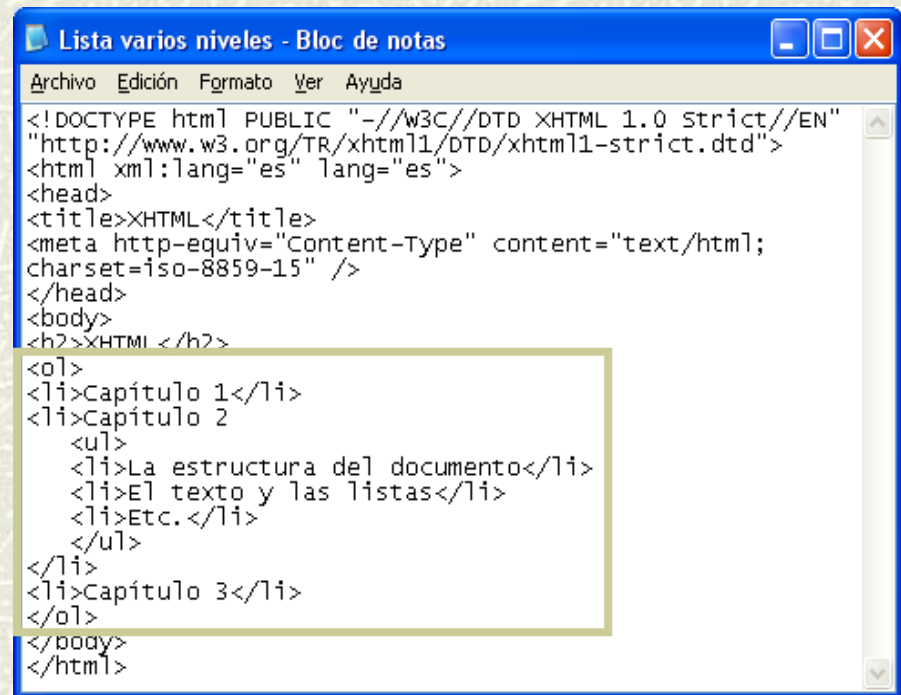 Lista varios niveles - Bloc de notas
Archivo Edición Formato Ver Ayuda
<!DOCTYPE html PUBLIC "-//W3C//DTD XHTML 1.0 Strict//EN"
"http://www.w3.org/TR/xhtml1/DTD/xhtml1-strict.dtd">
<html xml:lang="es" lang="es">
<head>
<title>XHTML</title>
<meta http-equiv="Content-Type" content="text/html;
charset=iso-8859-15" />
</head>
<body>
<h2>XHTML</h2>
<ol>
<li>Capítulo 1</li>
<li>Capítulo 2
<ul>
<li>La estructura del documento</li>
<li>El texto y las listas</li>
<li>Etc.</li>
</ul>
</li>
<li>Capítulo 3</li>
</ol>
</body>
</html>